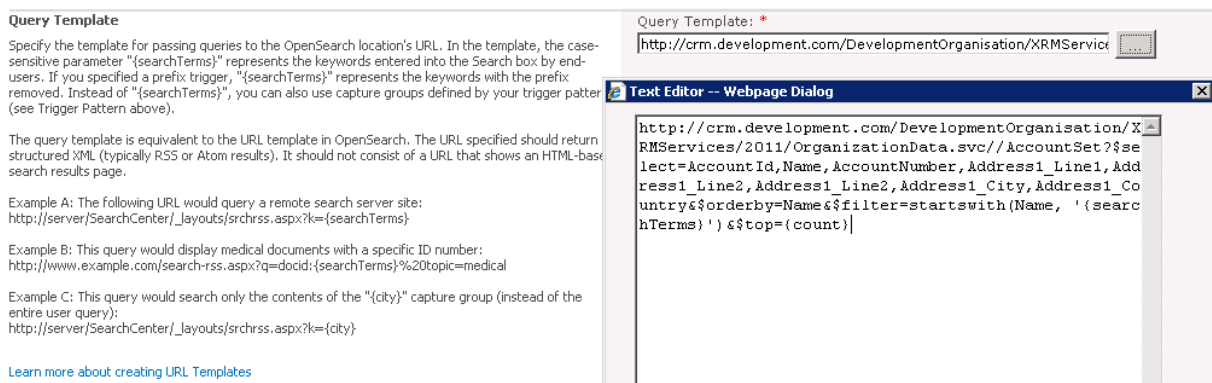 Query Template
Specify the template for passing queries to the OpenSearch location's URL. In the template, the case-
sensitive parameter "{searchTerms}" represents the keywords entered into the Search box by end-
users. If you specified a prefix trigger, "{searchTerms}" represents the keywords with the prefix
removed. Instead of "{searchTerms}", you can also use capture groups defined by your trigger patter
(see Trigger Pattern above).
The query template is equivalent to the URL template in OpenSearch. The URL specified should return
structured XML (typically RSS or Atom results). It should not consist of a URL that shows an HTML-base
search results page.
Example A: The following URL would query a remote search server site:
http://server/SearchCenter/_layouts/srchrss.aspx?k={searchTerms}
Example B: This query would display medical documents with a specific ID number:
http://www.example.com/search-rss.aspx?q=docid:{searchTerms}%20topic=medical
Example C: This query would search only the contents of the "{city}" capture group (instead of the
entire user query):
http://server/SearchCenter/_layouts/srchrss.aspx?k={city}
Learn more about creating URL Templates
Query Template: *
http://crm.development.com/DevelopmentOrganisation/XRMService
...
Text Editor -- Webpage Dialog
http://crm.development.com/DevelopmentOrganisation/X
RMServices/2011/OrganizationData.svc//AccountSet?$se
lect=AccountId,Name,AccountNumber,Address1_Line1,Add
ress1_Line2,Address1_Line2,Address1_City,Address1_Co
untry&$orderby=Name&$filter=startswith(Name, '{searc
hTerms}')&$top={count}